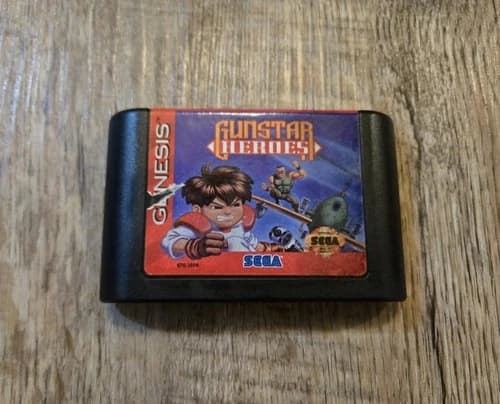 GENESIS
GUNSTAR
HEROES
SEGA
SEGA